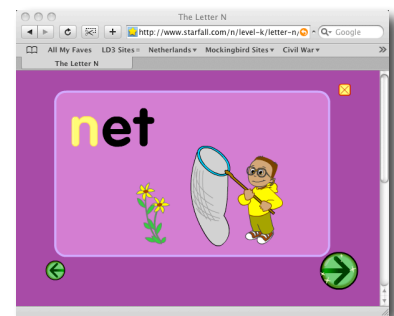 The Letter N
http://www.starfall.com/n/level-k/letter-n/
Google
All My Faves LD3 Sites Netherlands Mockingbird Sites Civil War
The Letter N
net